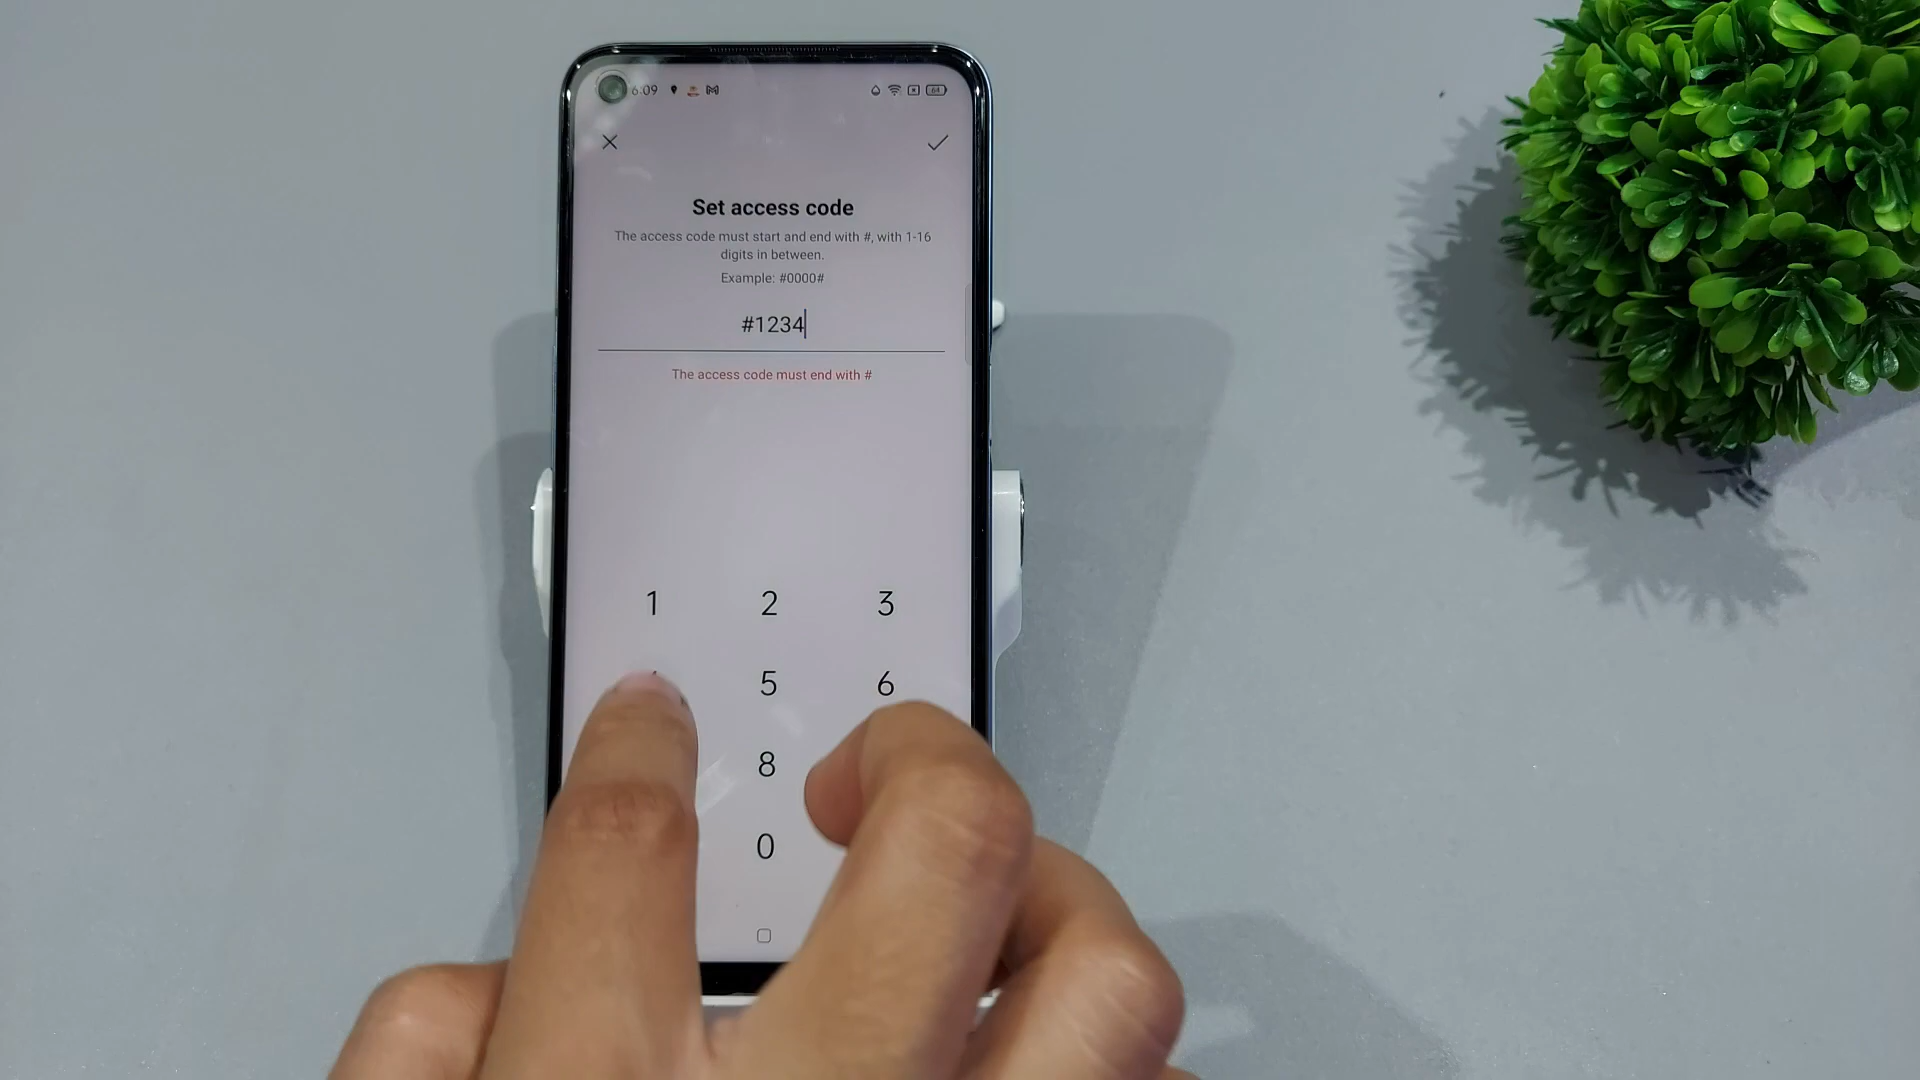 6:09
64
Set access code
The access code must start and end with #, with 1-16
digits in between.
Example: #0000#
#1234
The access code must end with #
1 2 3
5 6
8
0